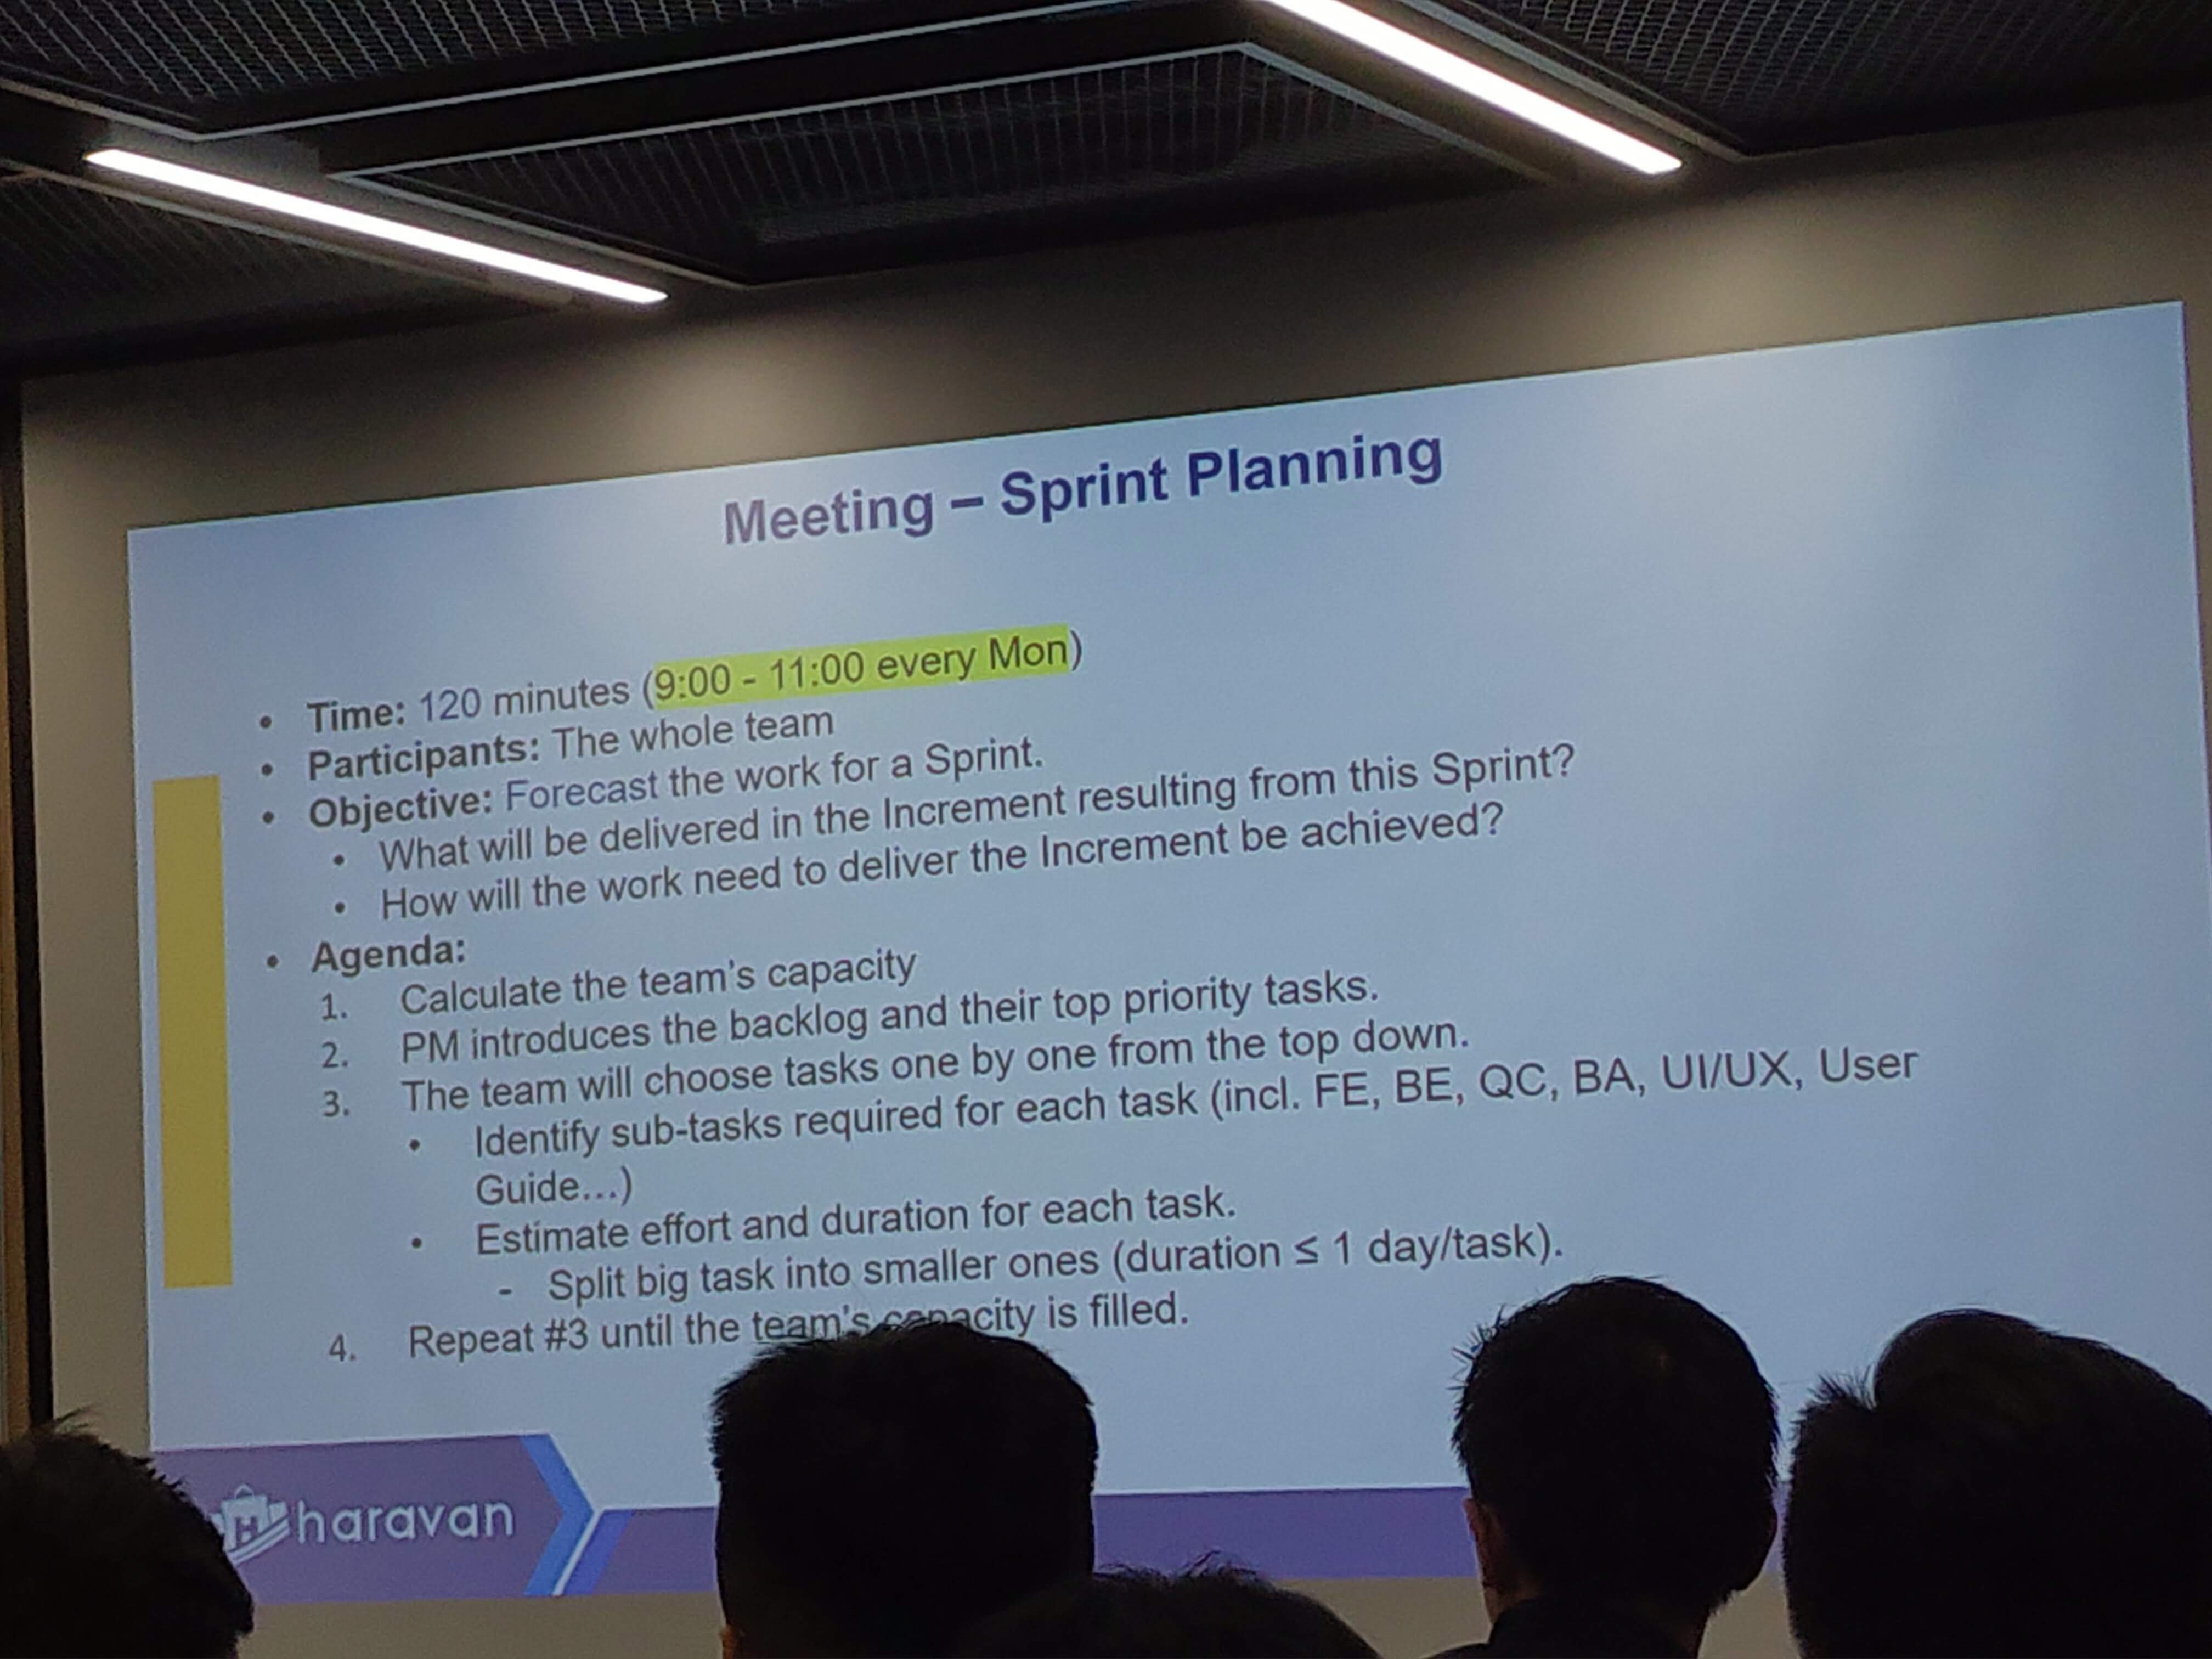 Meeting – Sprint Planning
• Time: 120 minutes (9:00 - 11:00 every Mon)
• Participants: The whole team
• Objective: Forecast the work for a Sprint.
• What will be delivered in the Increment resulting from this Sprint?
• How will the work need to deliver the Increment be achieved?
• Agenda:
1. Calculate the team's capacity
2. PM introduces the backlog and their top priority tasks.
3. The team will choose tasks one by one from the top down.
• Identify sub-tasks required for each task (incl. FE, BE, QC, BA, UI/UX, User
Guide...)
• Estimate effort and duration for each task.
- Split big task into smaller ones (duration ≤ 1 day/task).
4. Repeat #3 until the team's capacity is filled.
H haravan